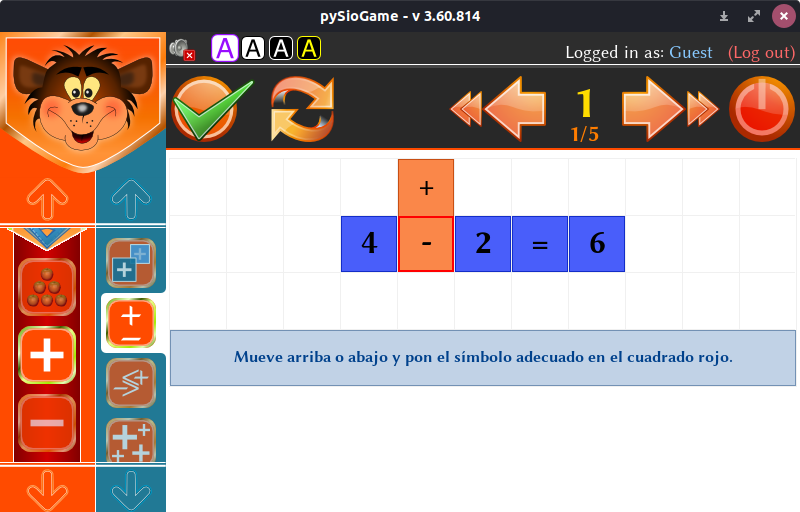 pySioGame - v 3.60.814
A A A A
Logged in as: Guest (Log out)
1
1/5
+
4 - 2 = 6
Mueve arriba o abajo y pon el símbolo adecuado en el cuadrado rojo.